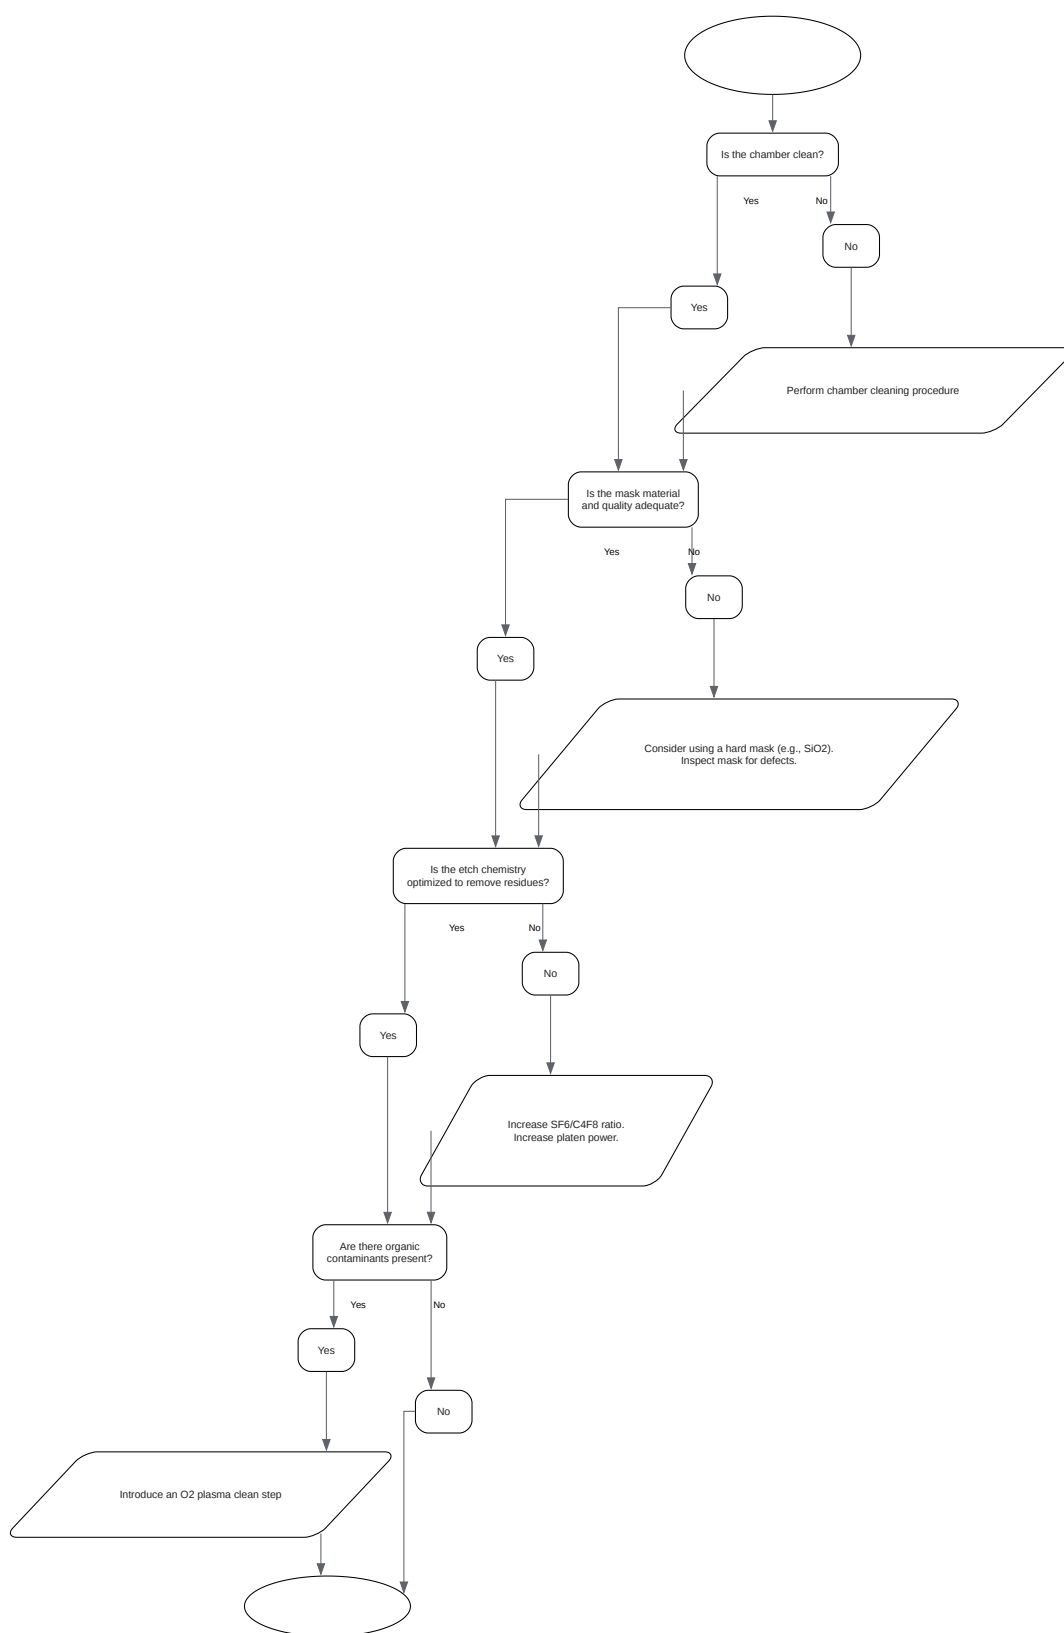 Is the chamber clean?
Yes
No
No
Yes
Perform chamber cleaning procedure
Is the mask material
and quality adequate?
Yes
No
No
Yes
Consider using a hard mask (e.g., SiO2).
Inspect mask for defects.
Is the etch chemistry
optimized to remove residues?
Yes
No
No
Yes
Increase SF6/C4F8 ratio.
Increase platen power.
Are there organic
contaminants present?
Yes
No
Yes
No
Introduce an O2 plasma clean step